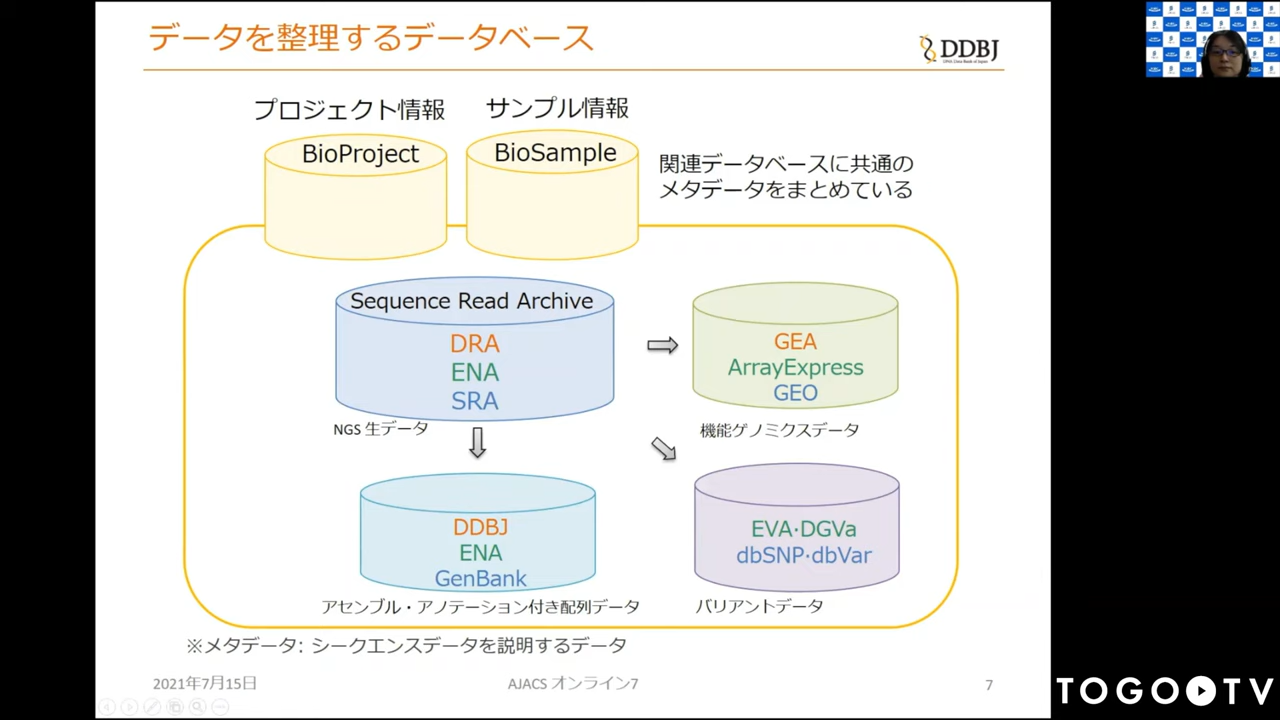 データを整理するデータベース
DDBJ
プロジェクト情報
サンプル情報
BioProject
BioSample
関連データベースに共通の
メタデータをまとめている
Sequence Read Archive
DRA
ENA
SRA
NGS 生データ
GEA
ArrayExpress
GEO
機能ゲノミクスデータ
DDBJ
ENA
GenBank
アセンブル・アノテーション付き配列データ
EVA·DGVa
dbSNP·dbVar
バリアントデータ
※メタデータ: シークエンスデータを説明するデータ
2021年7月15日
AJACS オンライン7
7
TOGO TV